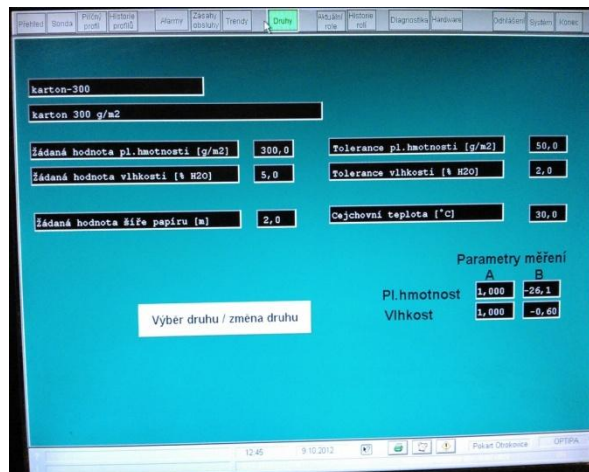 Přehled Sonda Příčný profil Historie profilů Alarmy Zásahy obsluhy Trendy Druhy Aktuální role Historie rolí Diagnostika Hardware Odhlášení Systém Konec
karton-300
karton 300 g/m2
Žádaná hodnota pl.hmotnosti [g/m2] 300,0 Tolerance pl.hmotnosti [g/m2] 50,0
Žádaná hodnota vlhkosti [% H2O] 5,0 Tolerance vlhkosti [% H2O] 2,0
Žádaná hodnota šíře papíru [m] 2,0 Cejchovní teplota [°C] 30,0
Parametry měření
A B
Pl.hmotnost 1,000 -26,1
Vlhkost 1,000 -0,60
Výběr druhu / změna druhu
12:45 9.10.2012 Pokart Otrokovice OPTIPA